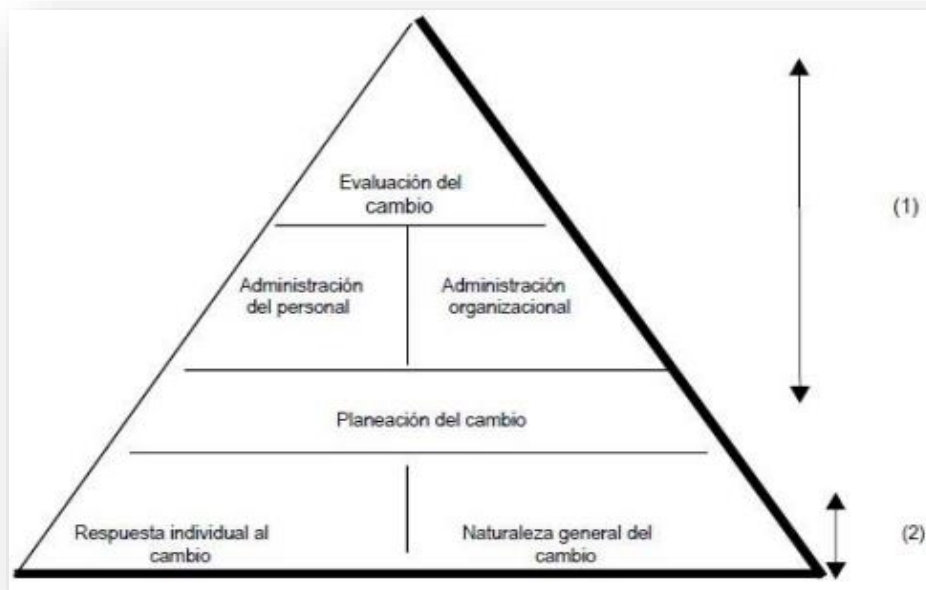 Evaluación del
cambio
(1)
Administración
del personal
Administración
organizacional
Planeación del cambio
Respuesta individual al
cambio
Naturaleza general del
cambio
(2)